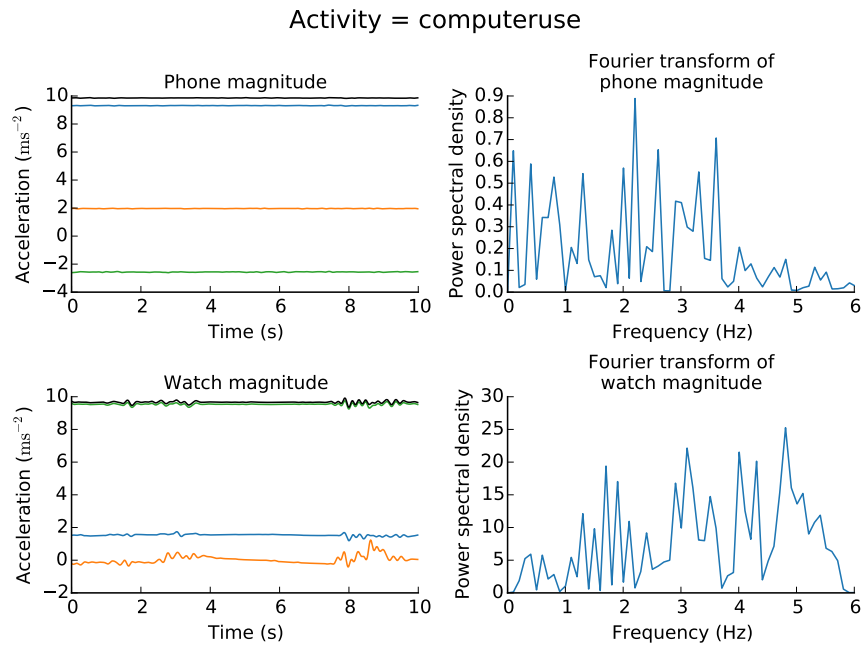 Activity = computeruse
Phone magnitude
Acceleration (ms⁻²)
10
8
6
4
2
0
−2
−4
0 2 4 6 8 10
Time (s)
Fourier transform of
phone magnitude
Power spectral density
0.9
0.8
0.7
0.6
0.5
0.4
0.3
0.2
0.1
0.0
0 1 2 3 4 5 6
Frequency (Hz)
Watch magnitude
Acceleration (ms⁻²)
10
8
6
4
2
0
−2
0 2 4 6 8 10
Time (s)
Fourier transform of
watch magnitude
Power spectral density
30
25
20
15
10
5
0
0 1 2 3 4 5 6
Frequency (Hz)